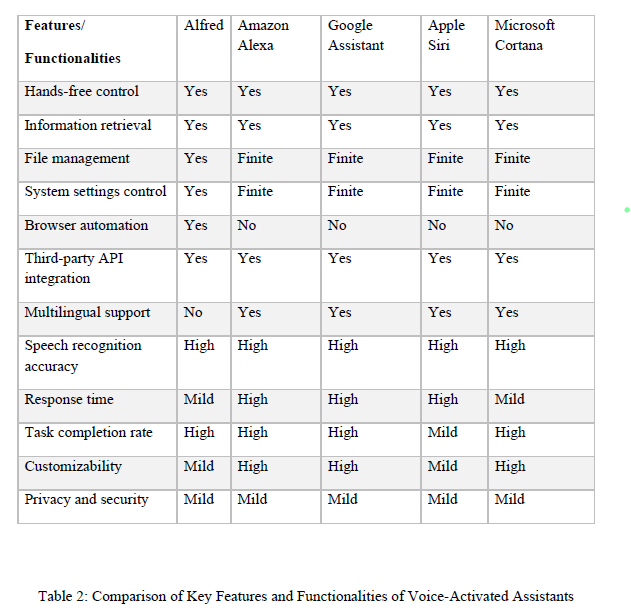 Features/ Alfred Amazon Google Apple Microsoft
Alexa Assistant Siri Cortana
Functionalities
Hands-free control Yes Yes Yes Yes Yes
Information retrieval Yes Yes Yes Yes Yes
File management Yes Finite Finite Finite Finite
System settings control Yes Finite Finite Finite Finite
Browser automation Yes No No No No
Third-party API Yes Yes Yes Yes Yes
integration
Multilingual support No Yes Yes Yes Yes
Speech recognition High High High High High
accuracy
Response time Mild High High High Mild
Task completion rate High High High Mild High
Customizability Mild High High Mild High
Privacy and security Mild Mild Mild Mild Mild
Table 2: Comparison of Key Features and Functionalities of Voice-Activated Assistants